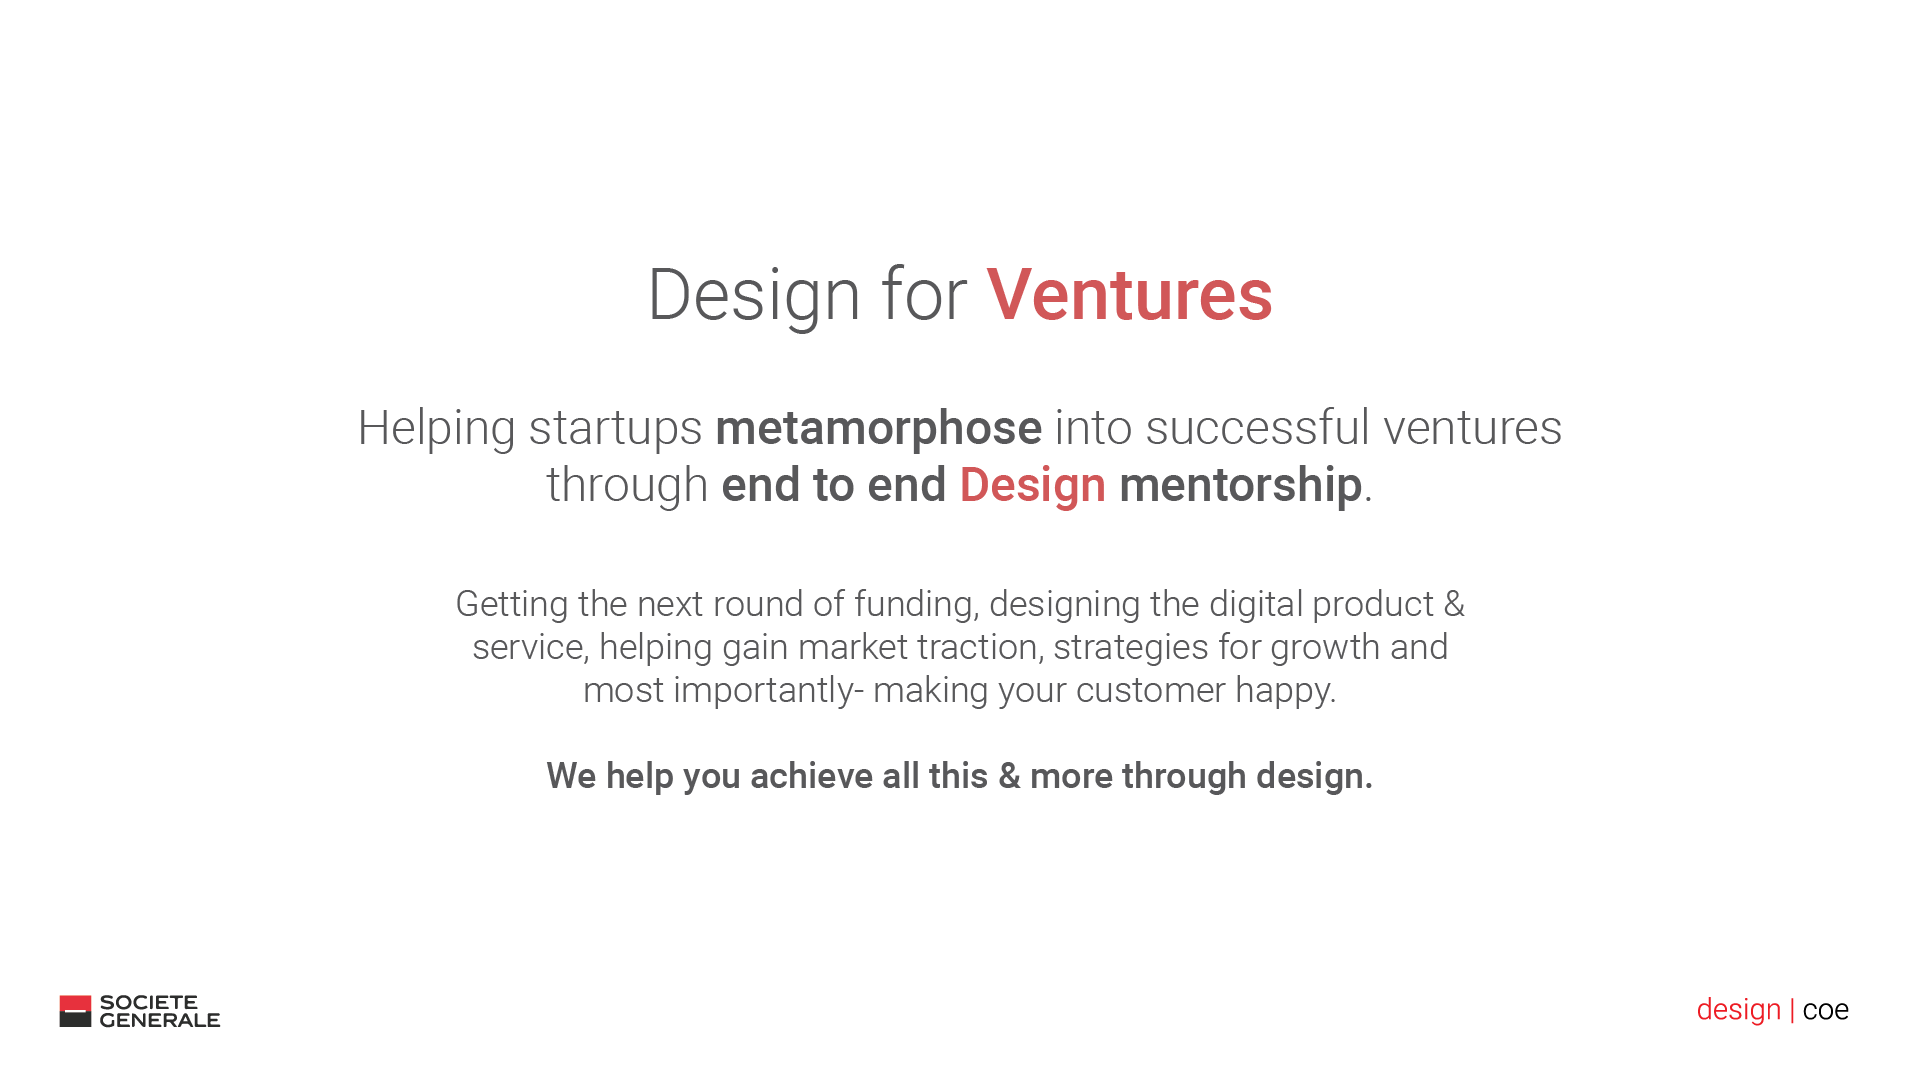 Design for Ventures
Helping startups metamorphose into successful ventures
through end to end Design mentorship.
Getting the next round of funding, designing the digital product &
service, helping gain market traction, strategies for growth and
most importantly- making your customer happy.
We help you achieve all this & more through design.
SOCIETE
GENERALE
design | coe